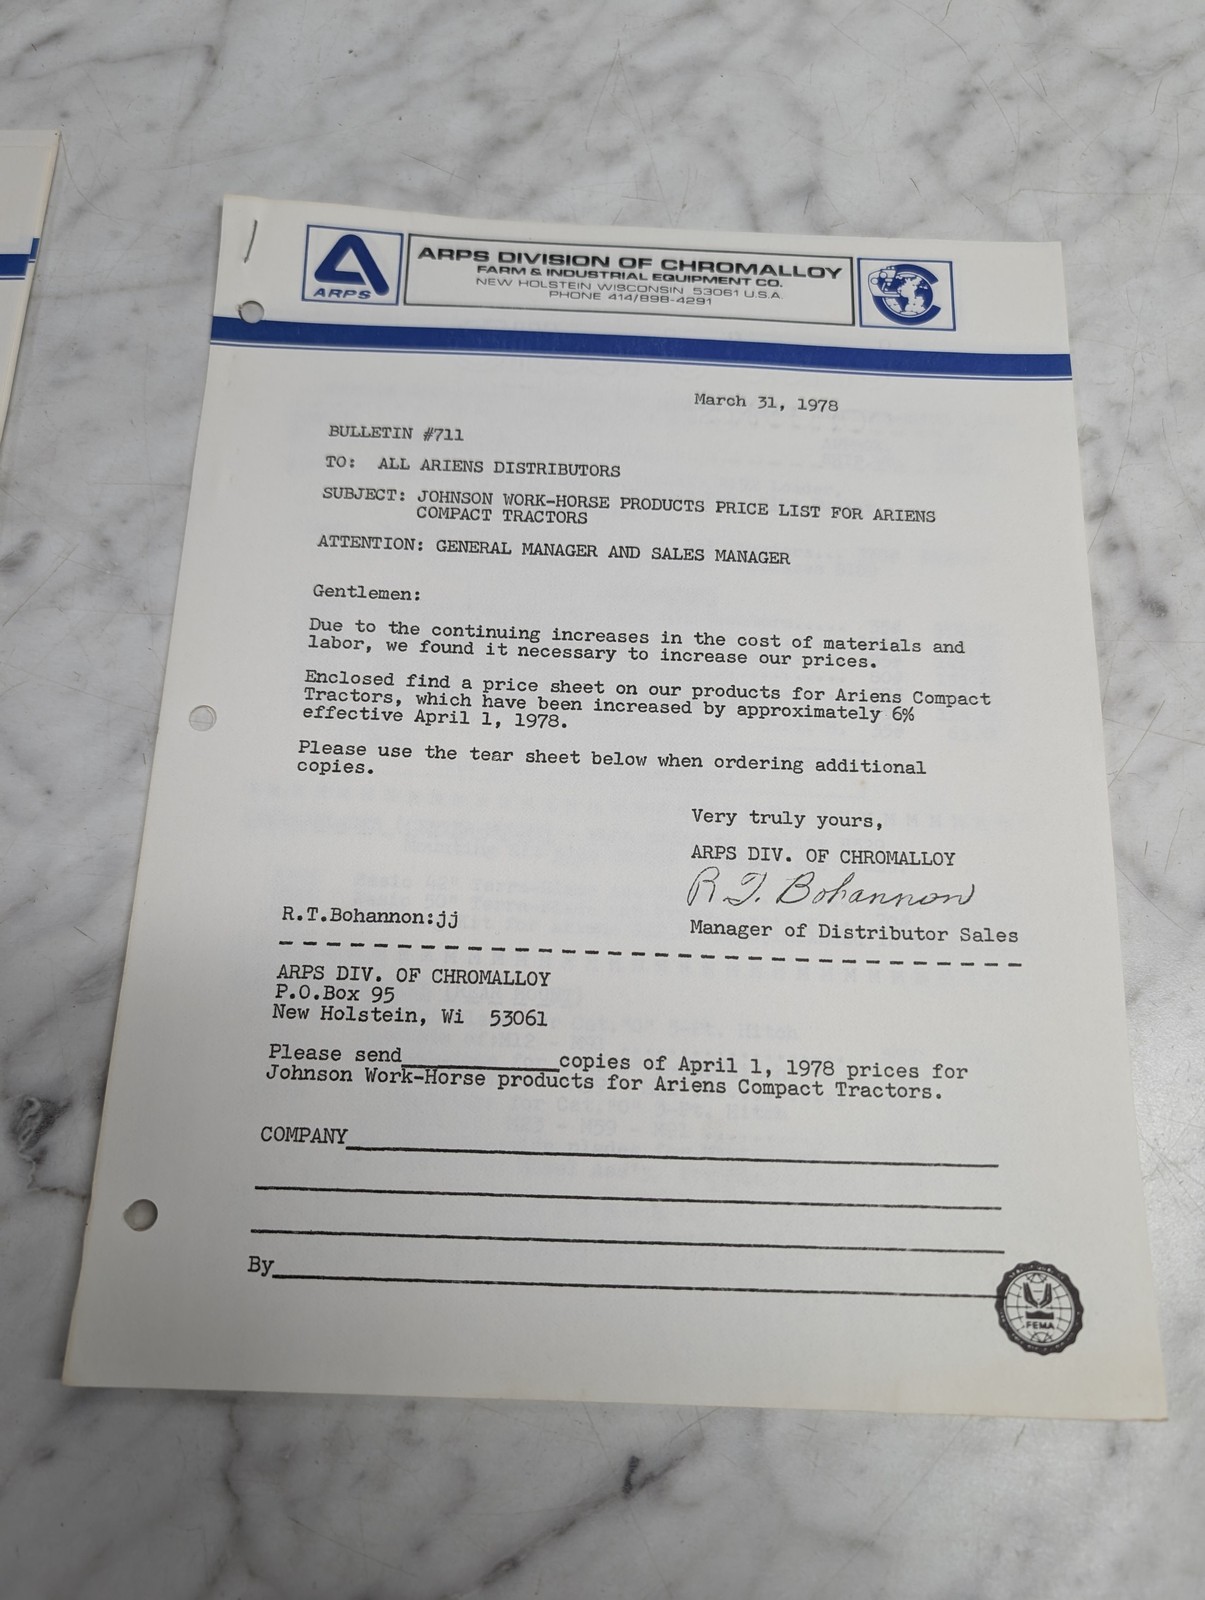 ARPS
ARPS DIVISION OF CHROMALLOY
FARM & INDUSTRIAL EQUIPMENT CO.
NEW HOLSTEIN WISCONSIN 53061 U.S.A.
PHONE 414/898-4291
March 31, 1978
BULLETIN #711
TO: ALL ARIENS DISTRIBUTORS
SUBJECT: JOHNSON WORK-HORSE PRODUCTS PRICE LIST FOR ARIENS
COMPACT TRACTORS
ATTENTION: GENERAL MANAGER AND SALES MANAGER
Gentlemen:
Due to the continuing increases in the cost of materials and
labor, we found it necessary to increase our prices.
Enclosed find a price sheet on our products for Ariens Compact
Tractors, which have been increased by approximately 6%
effective April 1, 1978.
Please use the tear sheet below when ordering additional
copies.
Very truly yours,
ARPS DIV. OF CHROMALLOY
R. T. Bohannon
R.T.Bohannon:jj
Manager of Distributor Sales
ARPS DIV. OF CHROMALLOY
P.O.Box 95
New Holstein, Wi 53061
Please send__________copies of April 1, 1978 prices for
Johnson Work-Horse products for Ariens Compact Tractors.
COMPANY
By
FEMA